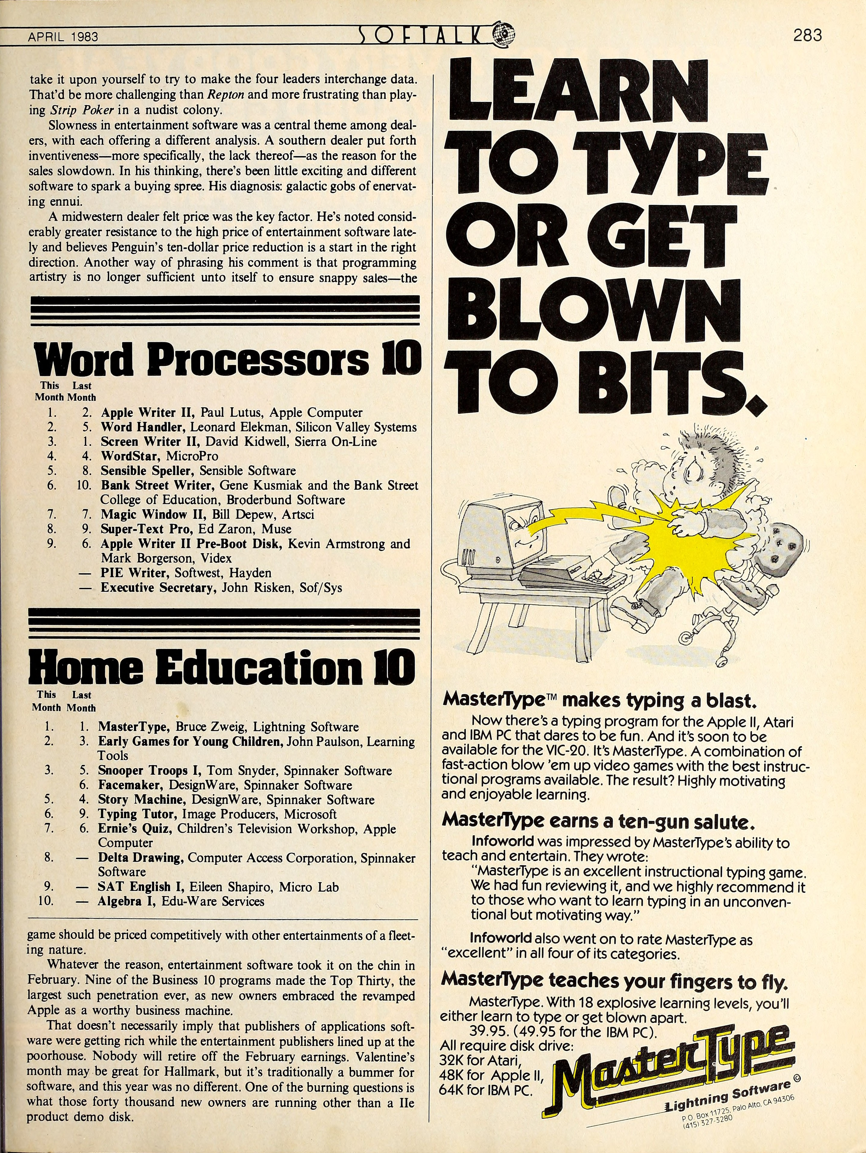 APRIL 1983
SOFTALK
283
take it upon yourself to try to make the four leaders interchange data.
That'd be more challenging than Repton and more frustrating than play-
ing Strip Poker in a nudist colony.
Slowness in entertainment software was a central theme among deal-
ers, with each offering a different analysis. A southern dealer put forth
inventiveness—more specifically, the lack thereof—as the reason for the
sales slowdown. In his thinking, there's been little exciting and different
software to spark a buying spree. His diagnosis: galactic gobs of enervat-
ing ennui.
A midwestern dealer felt price was the key factor. He's noted consid-
erably greater resistance to the high price of entertainment software late-
ly and believes Penguin's ten-dollar price reduction is a start in the right
direction. Another way of phrasing his comment is that programming
artistry is no longer sufficient unto itself to ensure snappy sales—the
Word Processors 10
This Last
Month Month
1. 2. Apple Writer II, Paul Lutus, Apple Computer
2. 5. Word Handler, Leonard Elekman, Silicon Valley Systems
3. 1. Screen Writer II, David Kidwell, Sierra On-Line
4. 4. WordStar, MicroPro
5. 8. Sensible Speller, Sensible Software
6. 10. Bank Street Writer, Gene Kusmiak and the Bank Street
College of Education, Broderbund Software
7. 7. Magic Window II, Bill Depew, Artsci
8. 9. Super-Text Pro, Ed Zaron, Muse
9. 6. Apple Writer II Pre-Boot Disk, Kevin Armstrong and
Mark Borgerson, Videx
— PIE Writer, Softwest, Hayden
— Executive Secretary, John Risken, Sof/Sys
Home Education 10
This Last
Month Month
1. 1. MasterType, Bruce Zweig, Lightning Software
2. 3. Early Games for Young Children, John Paulson, Learning
Tools
3. 5. Snooper Troops I, Tom Snyder, Spinnaker Software
6. Facemaker, DesignWare, Spinnaker Software
5. 4. Story Machine, DesignWare, Spinnaker Software
6. 9. Typing Tutor, Image Producers, Microsoft
7. 6. Ernie's Quiz, Children's Television Workshop, Apple
Computer
8. — Delta Drawing, Computer Access Corporation, Spinnaker
Software
9. — SAT English I, Eileen Shapiro, Micro Lab
10. — Algebra I, Edu-Ware Services
game should be priced competitively with other entertainments of a fleet-
ing nature.
Whatever the reason, entertainment software took it on the chin in
February. Nine of the Business 10 programs made the Top Thirty, the
largest such penetration ever, as new owners embraced the revamped
Apple as a worthy business machine.
That doesn't necessarily imply that publishers of applications soft-
ware were getting rich while the entertainment publishers lined up at the
poorhouse. Nobody will retire off the February earnings. Valentine's
month may be great for Hallmark, but it's traditionally a bummer for
software, and this year was no different. One of the burning questions is
what those forty thousand new owners are running other than a IIe
product demo disk.
LEARN
TO TYPE
OR GET
BLOWN
TO BITS.
MasterType™ makes typing a blast.
Now there's a typing program for the Apple II, Atari
and IBM PC that dares to be fun. And it's soon to be
available for the VIC-20. It's MasterType. A combination of
fast-action blow 'em up video games with the best instruc-
tional programs available. The result? Highly motivating
and enjoyable learning.
MasterType earns a ten-gun salute.
Infoworld was impressed by MasterType's ability to
teach and entertain. They wrote:
"MasterType is an excellent instructional typing game.
We had fun reviewing it, and we highly recommend it
to those who want to learn typing in an unconven-
tional but motivating way."
Infoworld also went on to rate MasterType as
"excellent" in all four of its categories.
MasterType teaches your fingers to fly.
MasterType. With 18 explosive learning levels, you'll
either learn to type or get blown apart.
39.95. (49.95 for the IBM PC).
All require disk drive:
32K for Atari,
48K for Apple II,
64K for IBM PC.
MasterType
Lightning Software ©
P.O. Box 11725, Palo Alto, CA 94306
(415) 327-3280